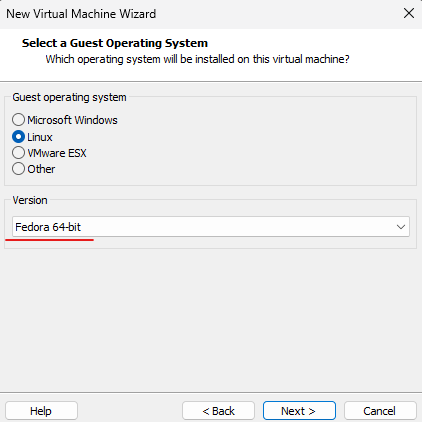 New Virtual Machine Wizard
Select a Guest Operating System
Which operating system will be installed on this virtual machine?
Guest operating system
Microsoft Windows
Linux
VMware ESX
Other
Version
Fedora 64-bit
Help
< Back
Next >
Cancel